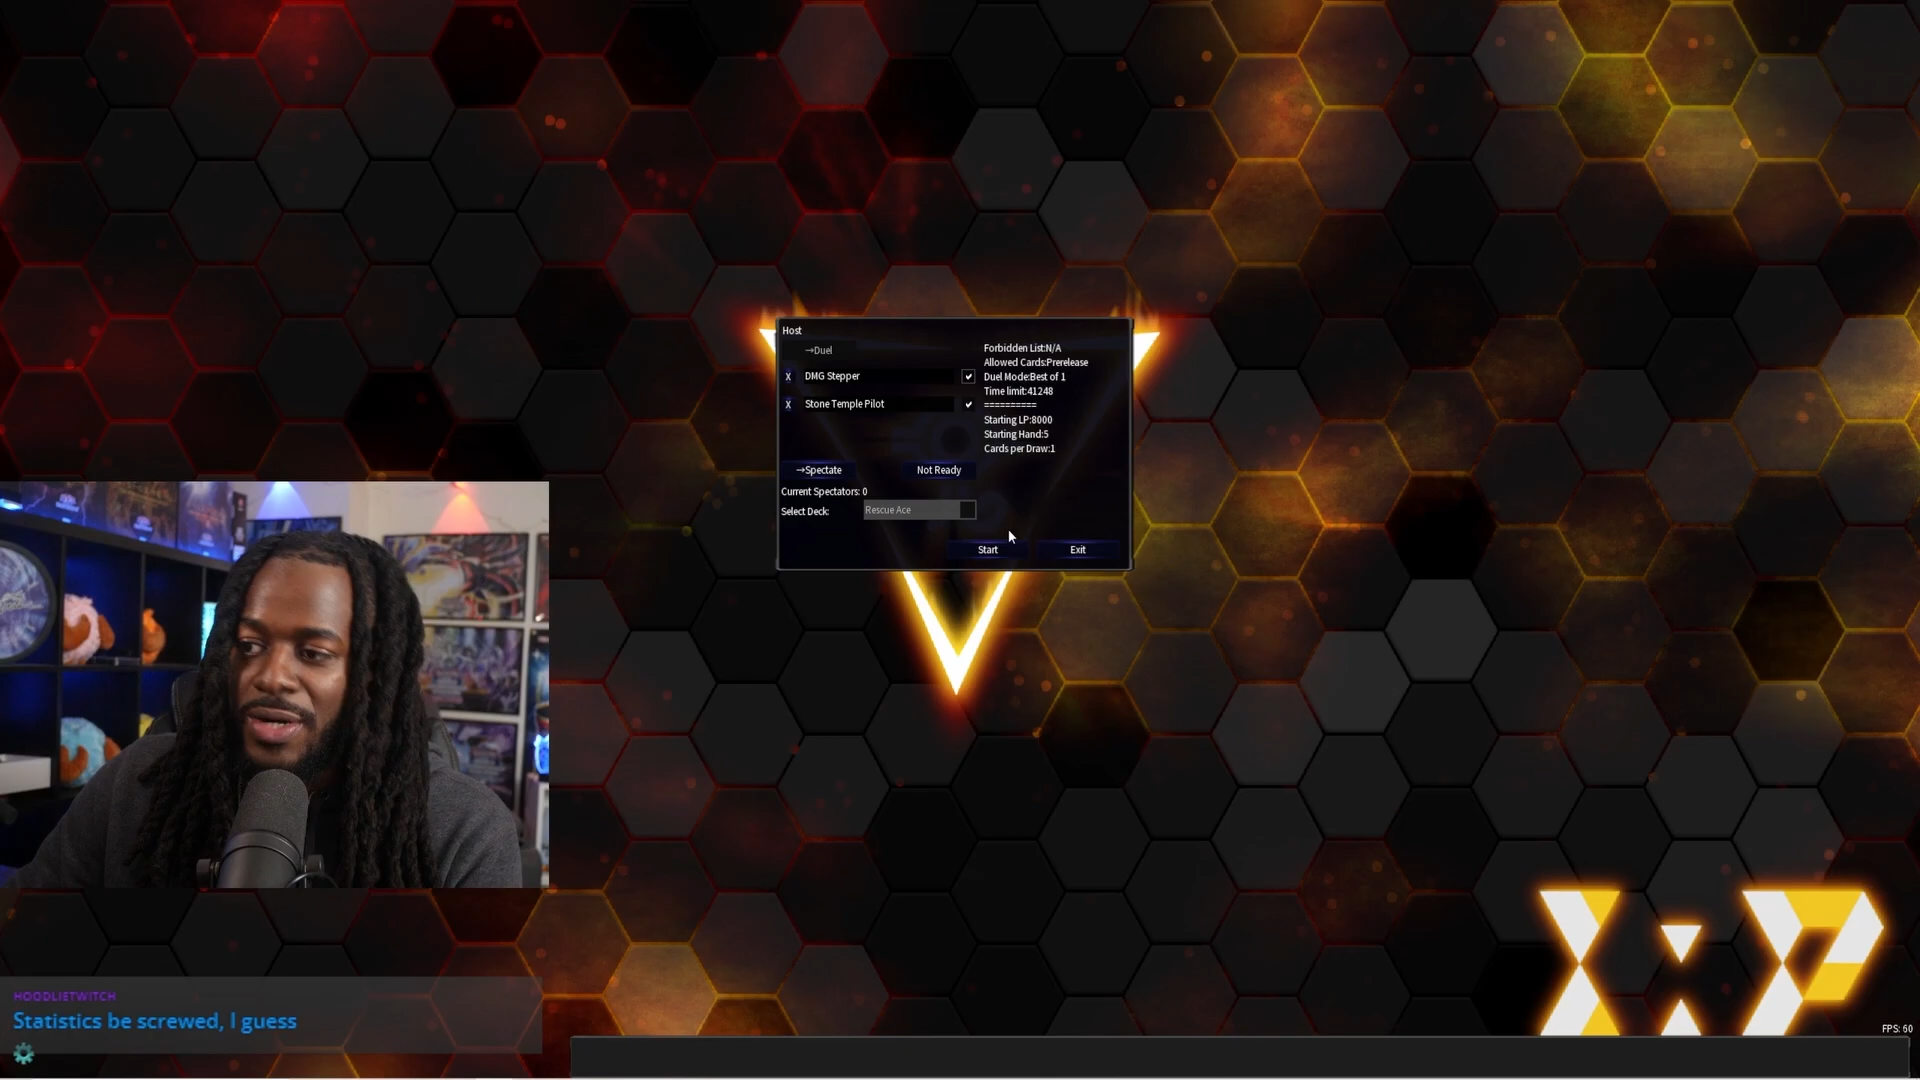 Host
→Duel
X DMG Stepper
X Stone Temple Pilot
Forbidden List:N/A
Allowed Cards:Prerelease
Duel Mode:Best of 1
Time limit:41248
==========
Starting LP:8000
Starting Hand:5
Cards per Draw:1
→Spectate
Not Ready
Current Spectators: 0
Select Deck: Rescue Ace
Start
Exit
HOODLIETWITCH
Statistics be screwed, I guess
FPS: 60